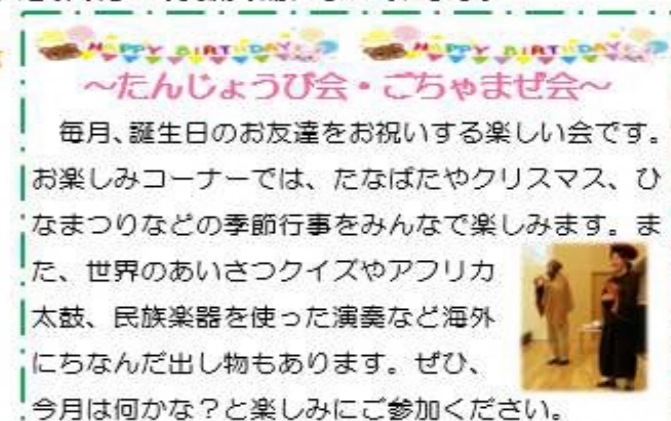 HAPPY BIRTHDAY HAPPY BIRTHDAY
～たんじょうび会・ごちゃまぜ会～
毎月、誕生日のお友達をお祝いする楽しい会です。
お楽しみコーナーでは、たなばたやクリスマス、ひ
なまつりなどの季節行事をみんなで楽しみます。ま
た、世界のあいさつクイズやアフリカ
太鼓、民族楽器を使った演奏など海外
にちなんだ出し物もあります。ぜひ、
今月は何かな？と楽しみにご参加ください。